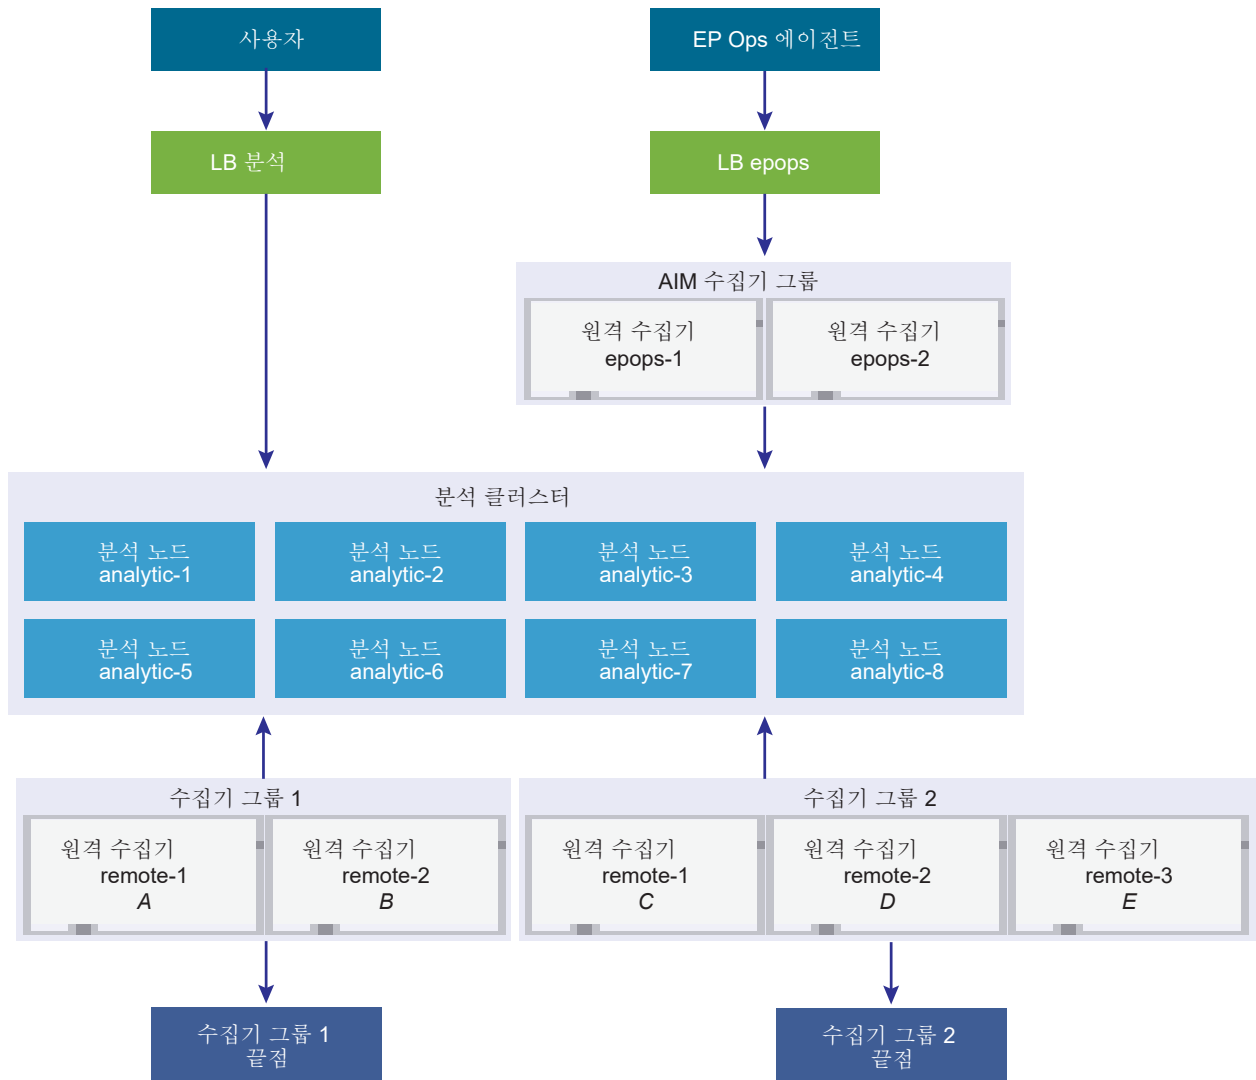 사용자
EP Ops 에이전트
LB 분석
LB epops
AIM 수집기 그룹
원격 수집기
epops-1
원격 수집기
epops-2
분석 클러스터
분석 노드
analytic-1
분석 노드
analytic-2
분석 노드
analytic-3
분석 노드
analytic-4
분석 노드
analytic-5
분석 노드
analytic-6
분석 노드
analytic-7
분석 노드
analytic-8
수집기 그룹 1
원격 수집기
remote-1
A
원격 수집기
remote-2
B
수집기 그룹 2
원격 수집기
remote-1
C
원격 수집기
remote-2
D
원격 수집기
remote-3
E
수집기 그룹 1
끝점
수집기 그룹 2
끝점